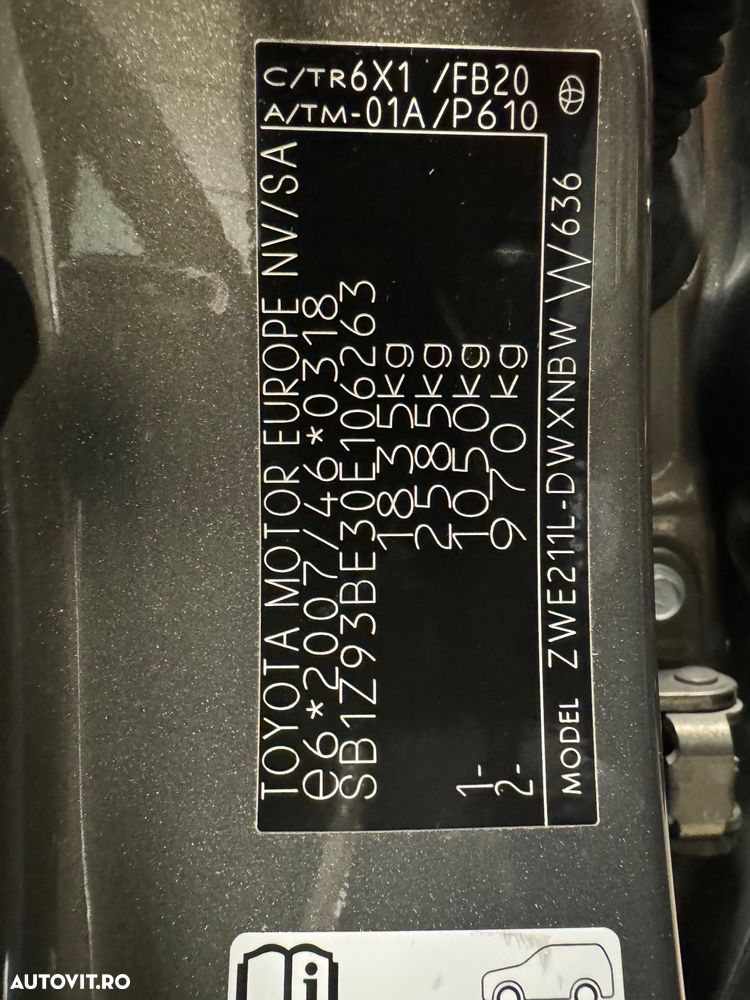 C/TR6X1 /FB20
A/TM-01A/P610
TOYOTA MOTOR EUROPE NV/SA
e6*2007/46*0318
SB1Z93BE30E106263
1835kg
2585kg
1- 1050kg
2- 970kg
MODEL ZWE211L-DWXNBW W636
i
AUTOVIT.RO